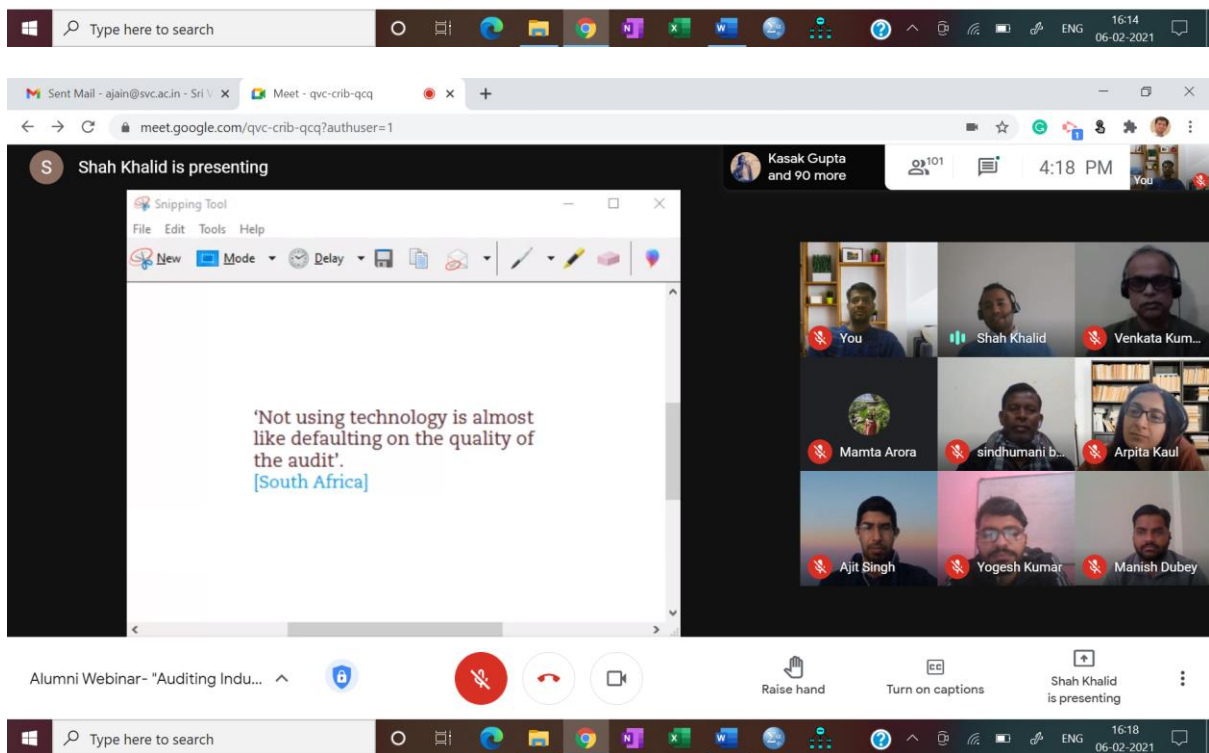 Type here to search
ENG
16:14
06-02-2021
Sent Mail - ajain@svc.ac.in - Sri V
Meet - qvc-crib-qcq
meet.google.com/qvc-crib-qcq?authuser=1
1
S
Shah Khalid is presenting
Kasak Gupta
and 90 more
101
4:18 PM
You
Snipping Tool
File Edit Tools Help
New Mode Delay
‘Not using technology is almost
like defaulting on the quality of
the audit’.
[South Africa]
You
Shah Khalid
Venkata Kum...
Mamta Arora
sindhumani b...
Arpita Kaul
Ajit Singh
Yogesh Kumar
Manish Dubey
Alumni Webinar- "Auditing Indu...
Raise hand
CC
Turn on captions
Shah Khalid
is presenting
Type here to search
ENG
16:18
06-02-2021